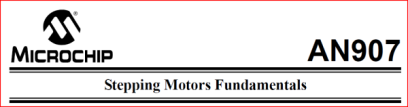 MICROCHIP
AN907
Stepping Motors Fundamentals